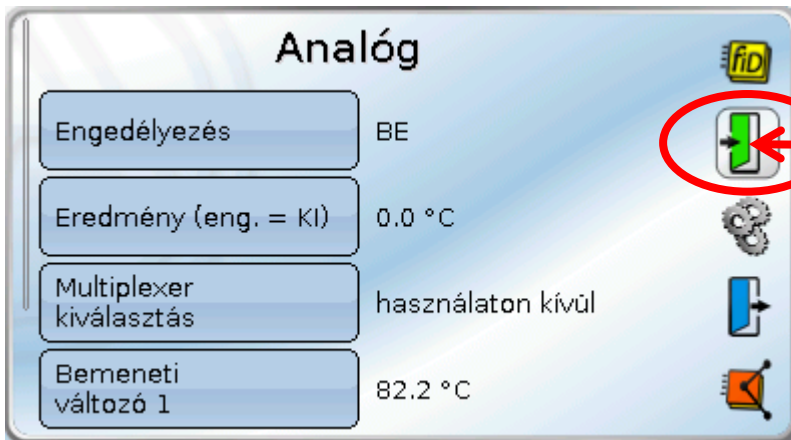 Analóg
fiD
Engedélyezés BE
Eredmény (eng. = KI) 0.0 °C
Multiplexer
kiválasztás
használaton kívül
Bemeneti
változó 1
82.2 °C